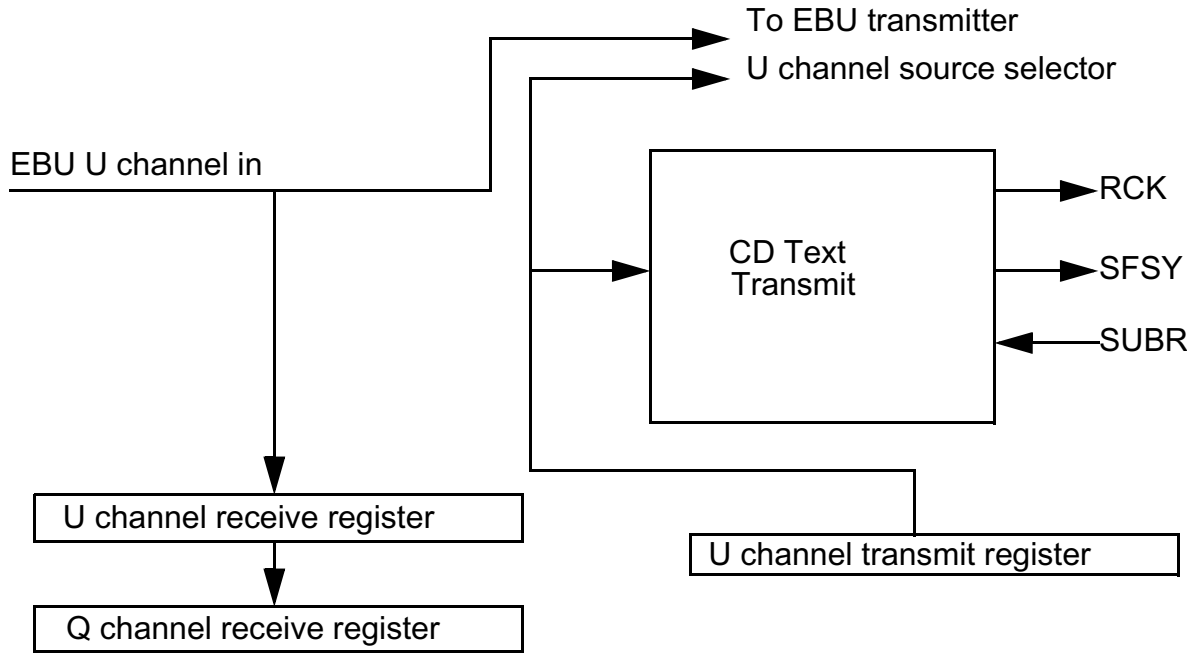 To EBU transmitter
U channel source selector
EBU U channel in
RCK
CD Text
Transmit
SFSY
SUBR
U channel receive register
U channel transmit register
Q channel receive register